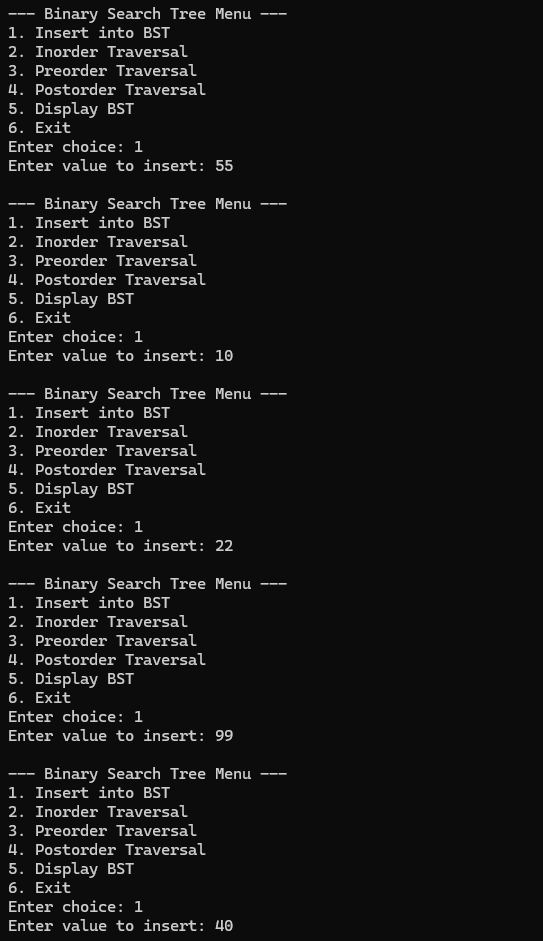 --- Binary Search Tree Menu ---
1. Insert into BST
2. Inorder Traversal
3. Preorder Traversal
4. Postorder Traversal
5. Display BST
6. Exit
Enter choice: 1
Enter value to insert: 55

--- Binary Search Tree Menu ---
1. Insert into BST
2. Inorder Traversal
3. Preorder Traversal
4. Postorder Traversal
5. Display BST
6. Exit
Enter choice: 1
Enter value to insert: 10

--- Binary Search Tree Menu ---
1. Insert into BST
2. Inorder Traversal
3. Preorder Traversal
4. Postorder Traversal
5. Display BST
6. Exit
Enter choice: 1
Enter value to insert: 22

--- Binary Search Tree Menu ---
1. Insert into BST
2. Inorder Traversal
3. Preorder Traversal
4. Postorder Traversal
5. Display BST
6. Exit
Enter choice: 1
Enter value to insert: 99

--- Binary Search Tree Menu ---
1. Insert into BST
2. Inorder Traversal
3. Preorder Traversal
4. Postorder Traversal
5. Display BST
6. Exit
Enter choice: 1
Enter value to insert: 40